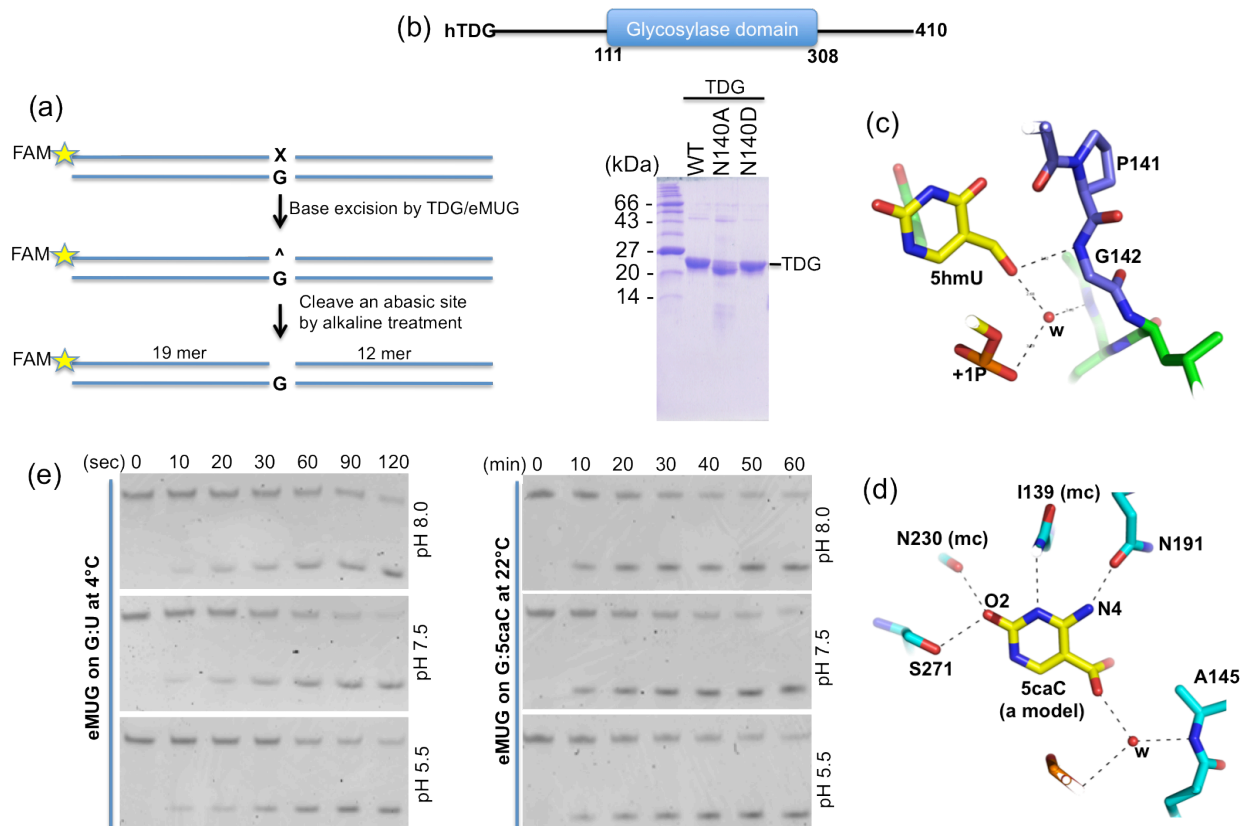 (b)
hTDG
Glycosylase domain
410
111
308
(a)
FAM
X
G
Base excision by TDG/eMUG
FAM
^
G
Cleave an abasic site
by alkaline treatment
19 mer
12 mer
FAM
G
TDG
WT
N140A
N140D
(kDa)
66 -
43 -
27 -
20 -
14 -
TDG
(c)
P141
G142
5hmU
w
+1P
(d)
I139 (mc)
N230 (mc)
N191
O2
N4
S271
5caC
(a model)
A145
w
(e)
(sec) 0 10 20 30 60 90 120
eMUG on G:U at 4°C
pH 8.0
pH 7.5
pH 5.5
(min) 0 10 20 30 40 50 60
eMUG on G:5caC at 22°C
pH 8.0
pH 7.5
pH 5.5